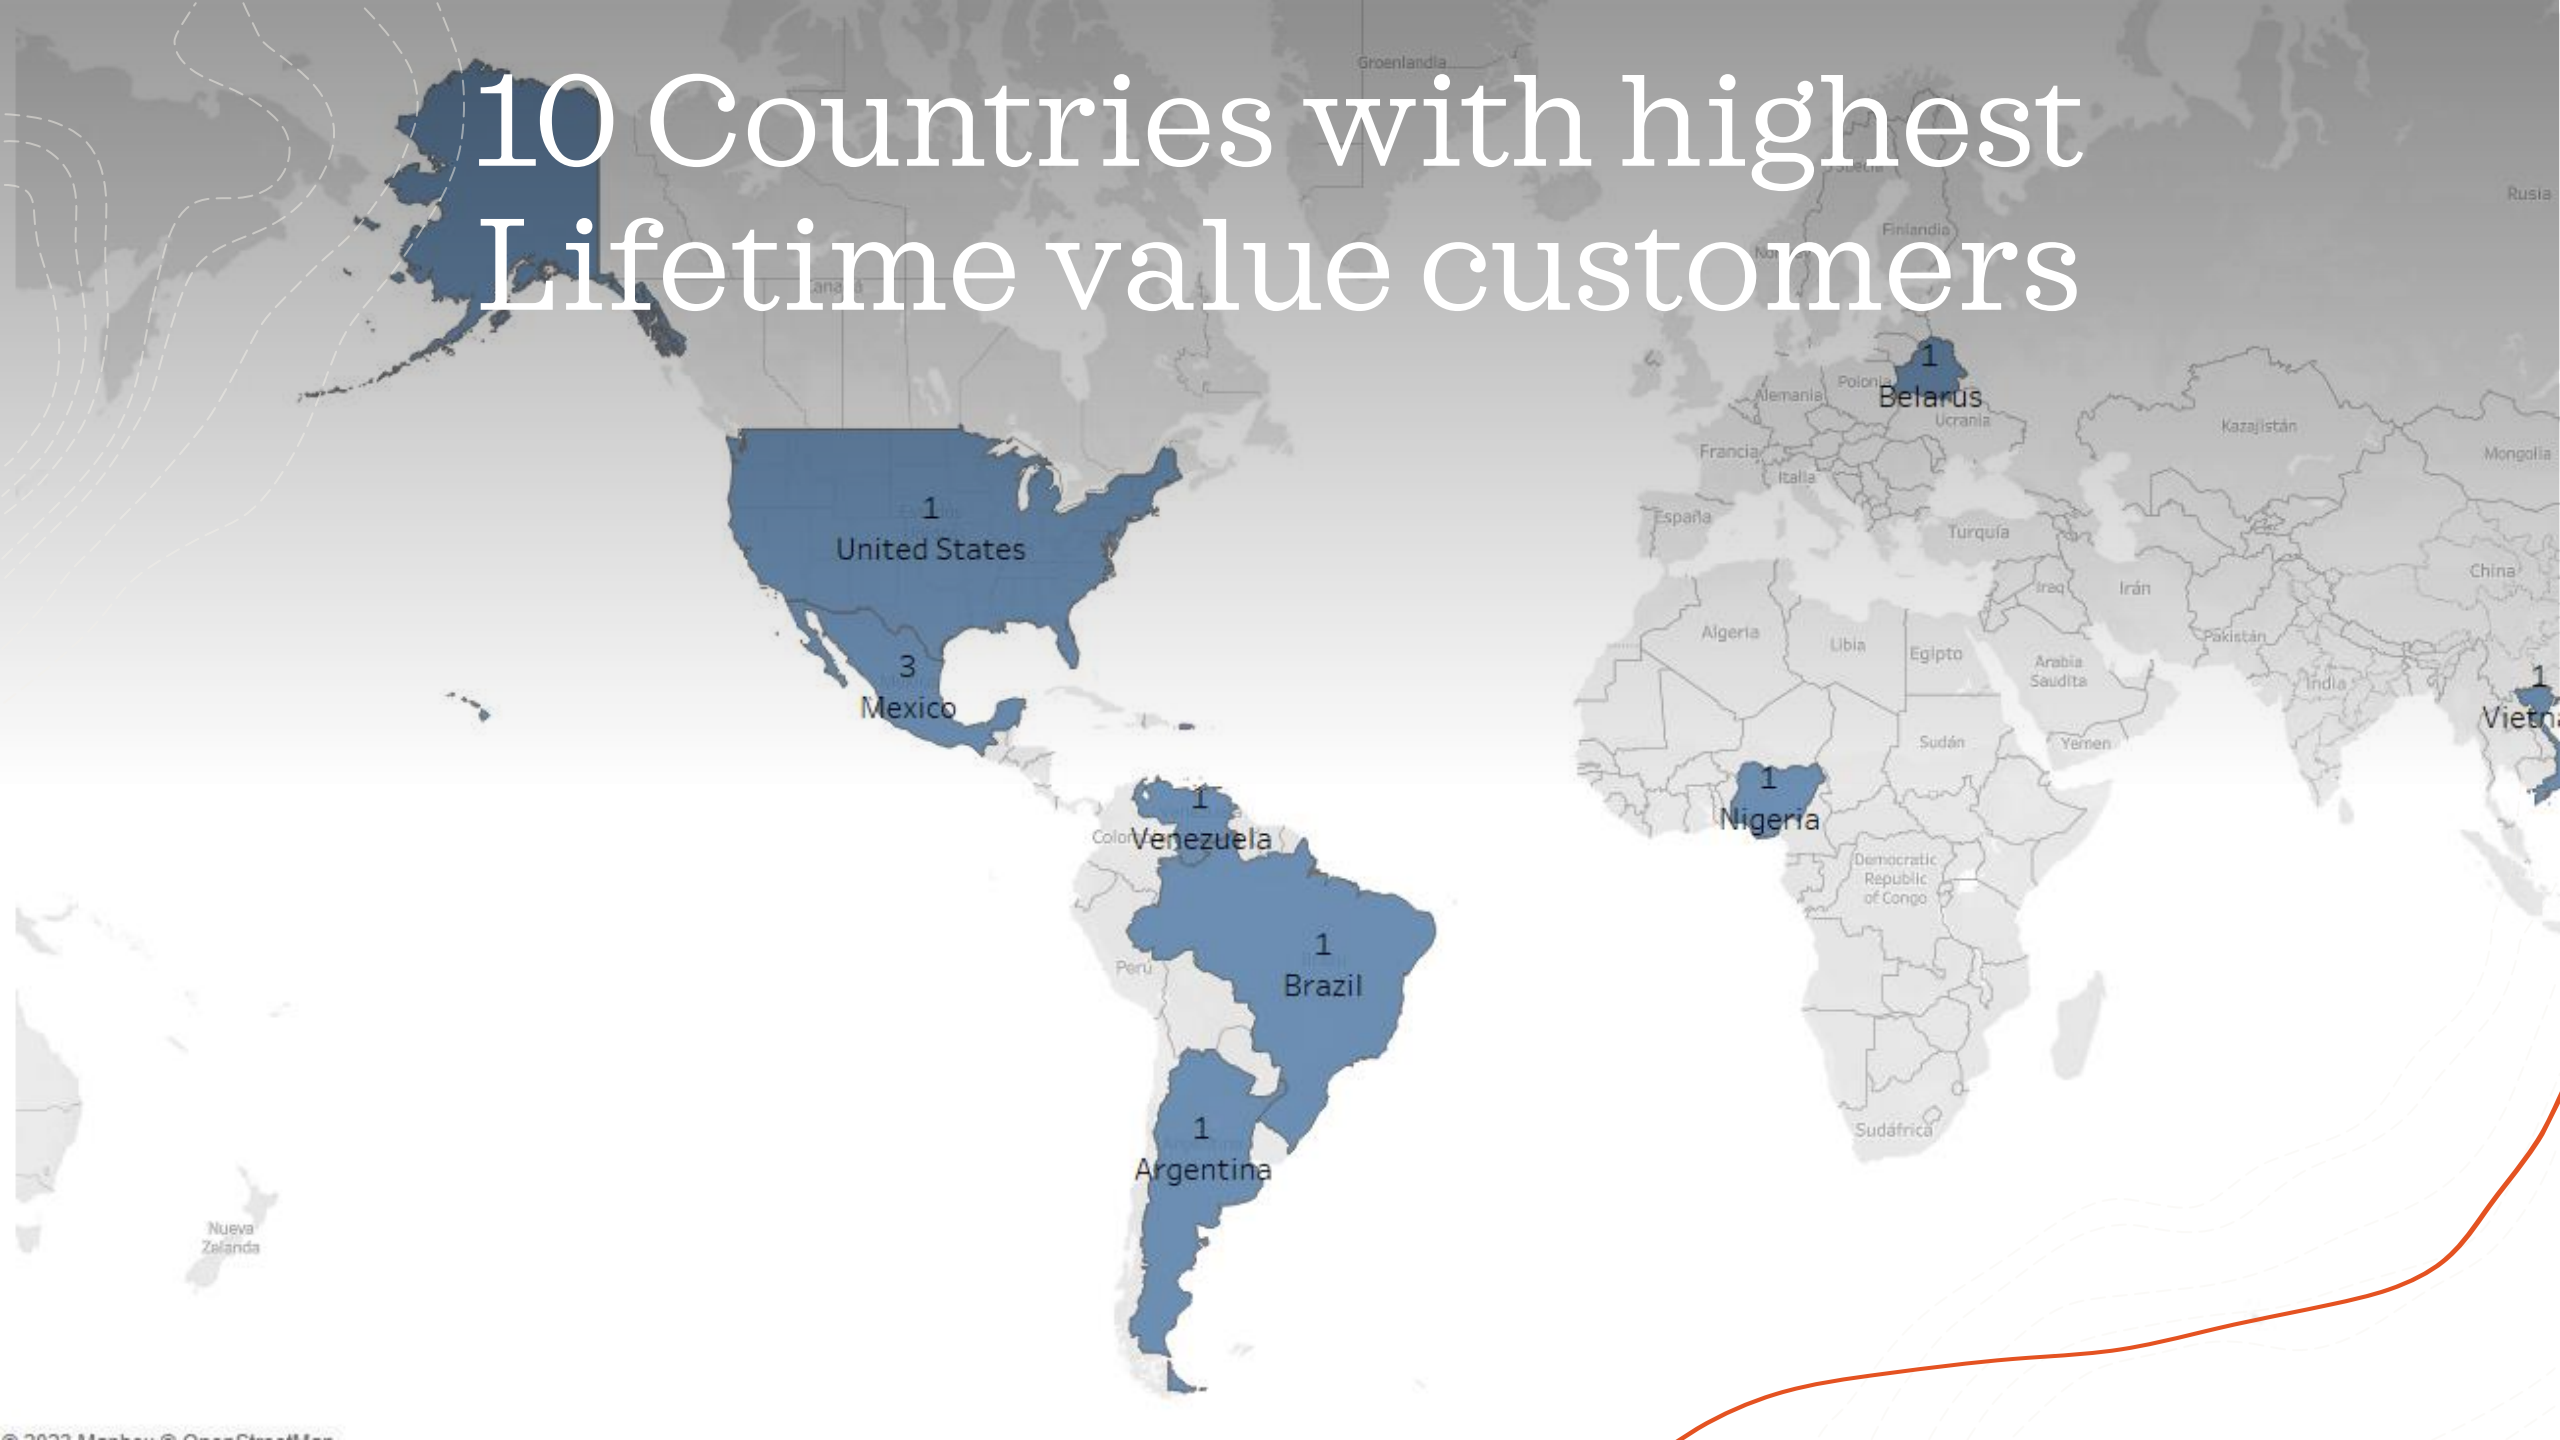 10 Countries with highest
Lifetime value customers
Groenlandia
Finlandia
Rusia
1
Belarus
Polonia
Alemania
Ucrania
Kazajistán
Mongolia
Francia
Italia
1
United States
España
Turquía
China
Iraq
Irán
Algeria
Libia
Egipto
Pakistán
Arabia
Saudita
India
3
Mexico
1
Sudán
Yemen
1
Venezuela
1
Nigeria
Democratic
Republic
of Congo
1
Brazil
Perú
1
Argentina
Sudáfrica
Nueva
Zelanda